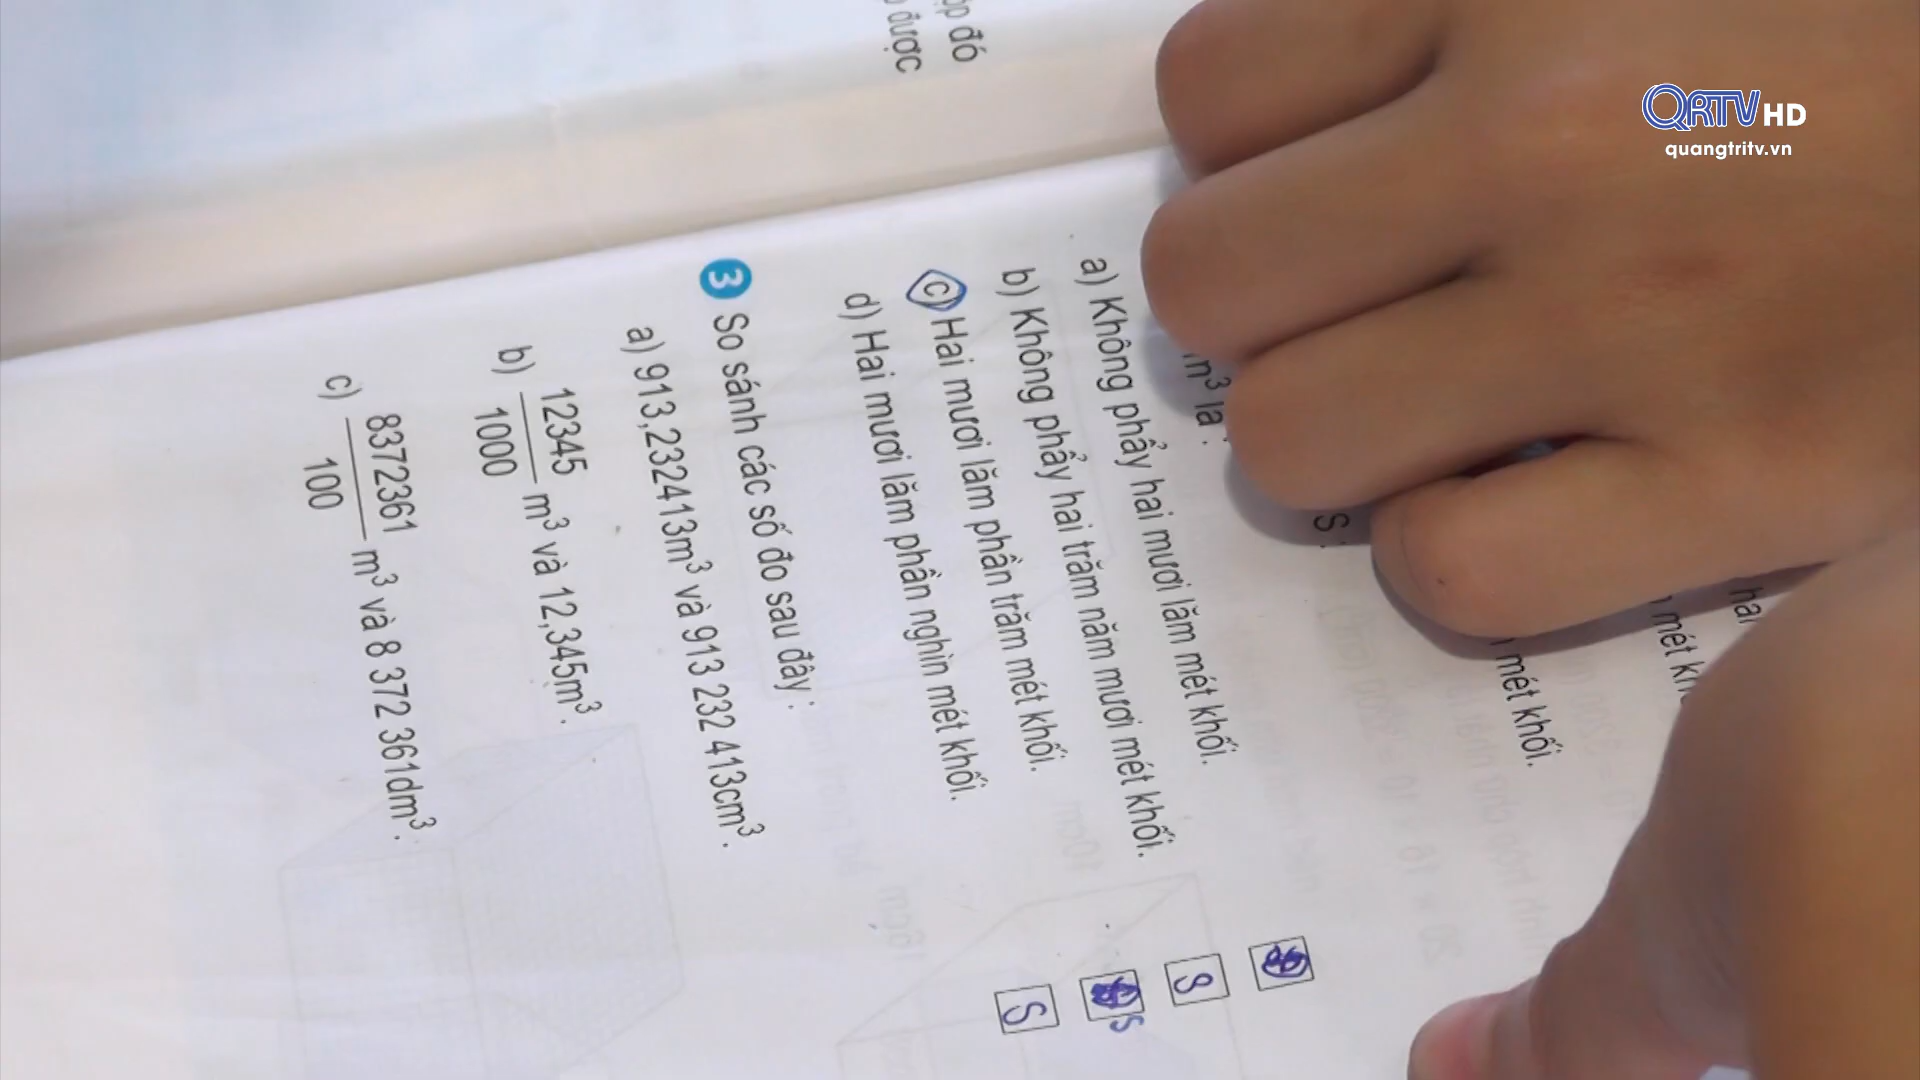 QRTV HD
quangtritv.vn
ợp đó
được
hai
mét kh
mét khối.
S :
m³ là :
a) Không phẩy hai mươi lăm mét khối.
b) Không phẩy hai trăm năm mươi mét khối. S
c) Hai mươi lăm phần trăm mét khối. S
d) Hai mươi lăm phần nghìn mét khối. S
3 So sánh các số đo sau đây :
a) 913,232413m³ và 913 232 413cm³.
b) 12345/1000 m³ và 12,345m³.
c) 8372361/100 m³ và 8 372 361dm³.